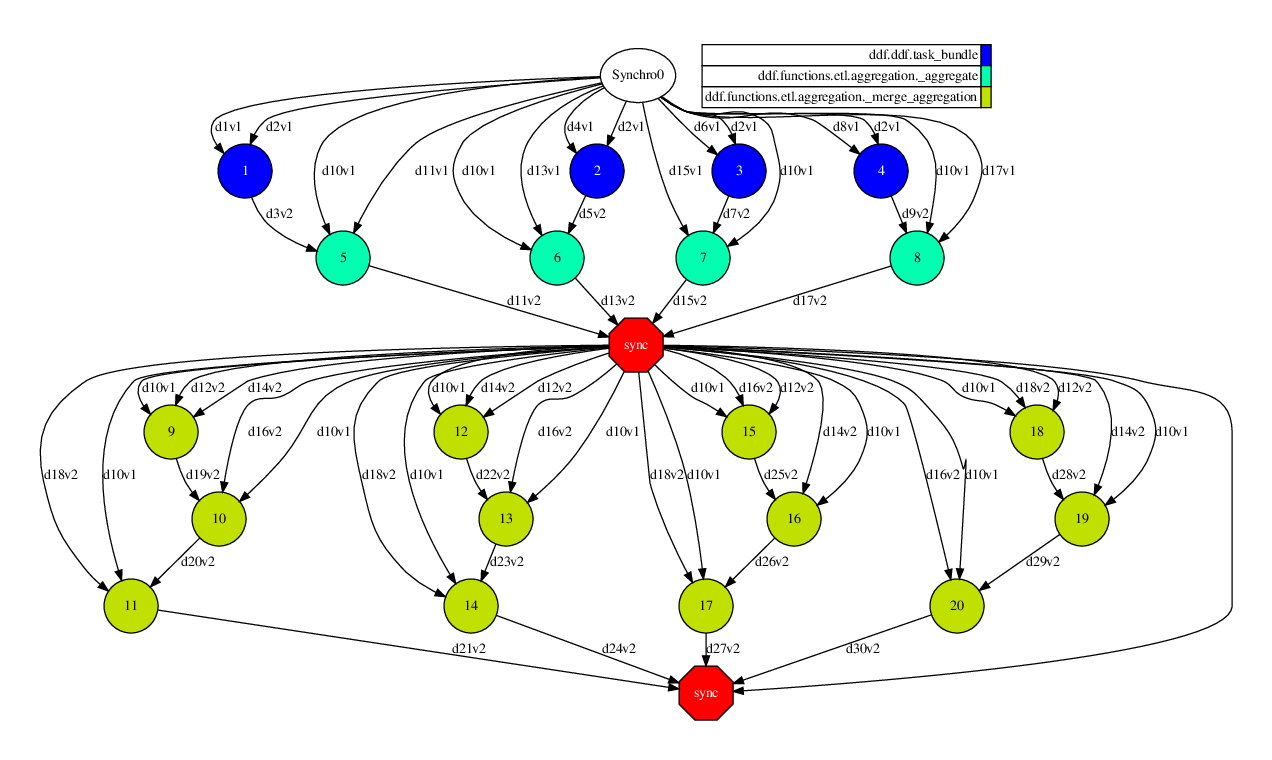 Synchro0
ddf.ddf.task_bundle
ddf.functions.etl.aggregation._aggregate
ddf.functions.etl.aggregation._merge_aggregation
d1v1 d2v1 d4v1 d2v1 d6v1 d2v1 d8v1 d2v1
1 d10v1 d11v1 d10v1 d13v1 2 d15v1 3 d10v1 4 d10v1 d17v1
d3v2 d5v2 d7v2 d9v2
5 6 7 8
d11v2 d13v2 d15v2 d17v2
sync
d10v1 d12v2 d14v2 d10v1 d14v2 d12v2 d10v1 d16v2 d12v2 d10v1 d18v2 d12v2
9 d16v2 d10v1 12 d16v2 d10v1 15 d14v2 d10v1 18 d14v2 d10v1
d18v2 d10v1 d19v2 d18v2 d10v1 d22v2 d18v2 d10v1 d25v2 d16v2 d10v1 d28v2
10 13 16 19
d20v2 d23v2 d26v2 d29v2
11 14 17 20
d21v2 d24v2 d27v2 d30v2
sync